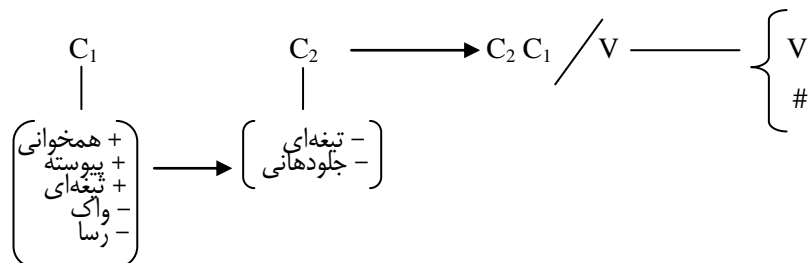 C₁ C₂ → C₂ C₁ / V — { V
#
+ همخوانی
+ پیوسته
+ تیغه‌ای
− واک
− رسا
− تیغه‌ای
− جلودهانی